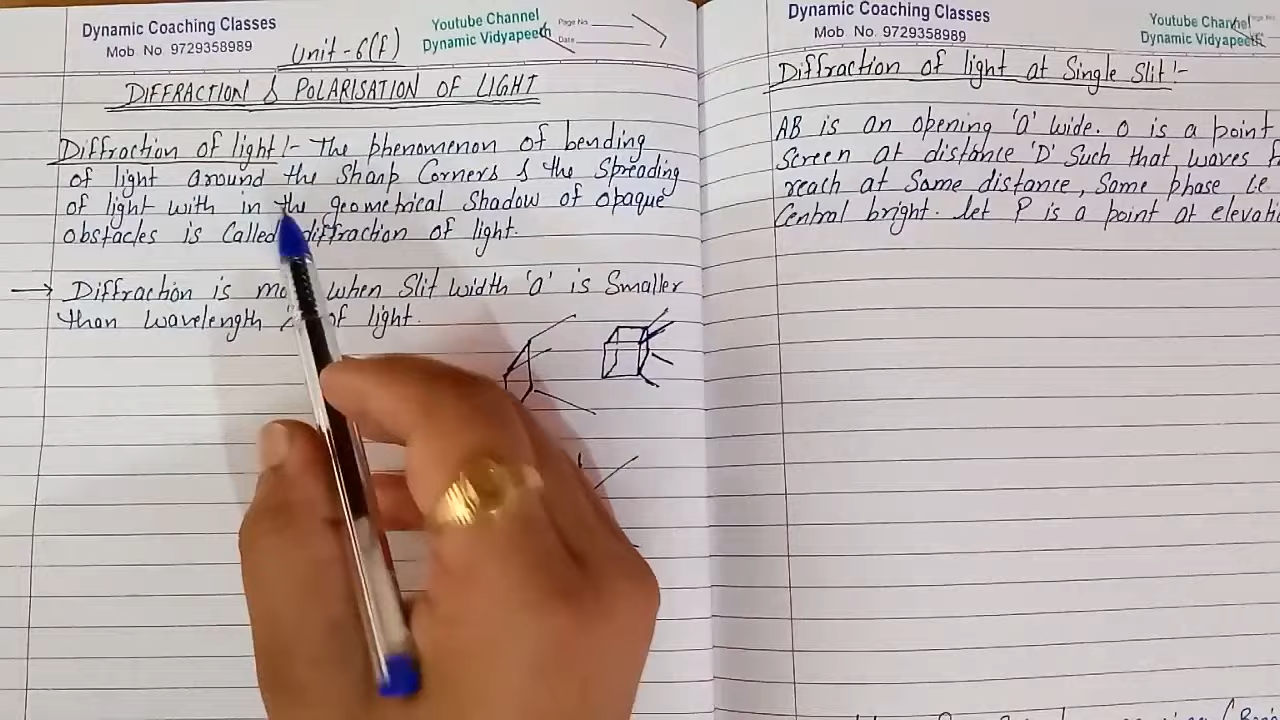 Dynamic Coaching Classes
Mob No. 9729358989
Youtube Channel
Dynamic Vidyapeeth
Page No.
Date
Unit-6(f)
DIFFRACTION & POLARISATION OF LIGHT
Diffraction of light!- The phenomenon of bending
of light around the sharp Corners & the Spreading
of light with in the geometrical Shadow of opaque
obstacles is Called diffraction of light.
→ Diffraction is when Slit width 'a' is Smaller
than wavelength of light.
Dynamic Coaching Classes
Mob. No. 9729358989
Youtube Channel
Dynamic Vidyapeeth
Diffraction of light at Single Slit!-
AB is an opening 'a' wide. O is a point
Screen at distance 'D' Such that waves
reach at Same distance, Same phase i.e
Central bright. Let P is a point at